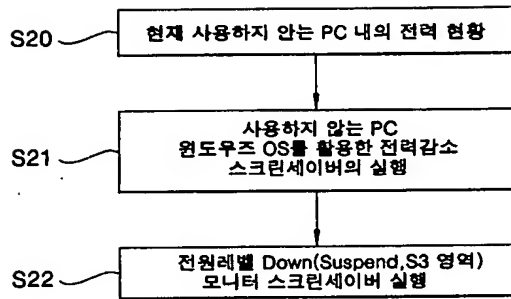 S20
현재 사용하지 안는 PC 내의 전력 현황
S21
사용하지 않는 PC
윈도우즈 OS를 활용한 전력감소
스크린세이버의 실행
S22
전원레벨 Down(Suspend,S3 영역)
모니터 스크린세이버 실행